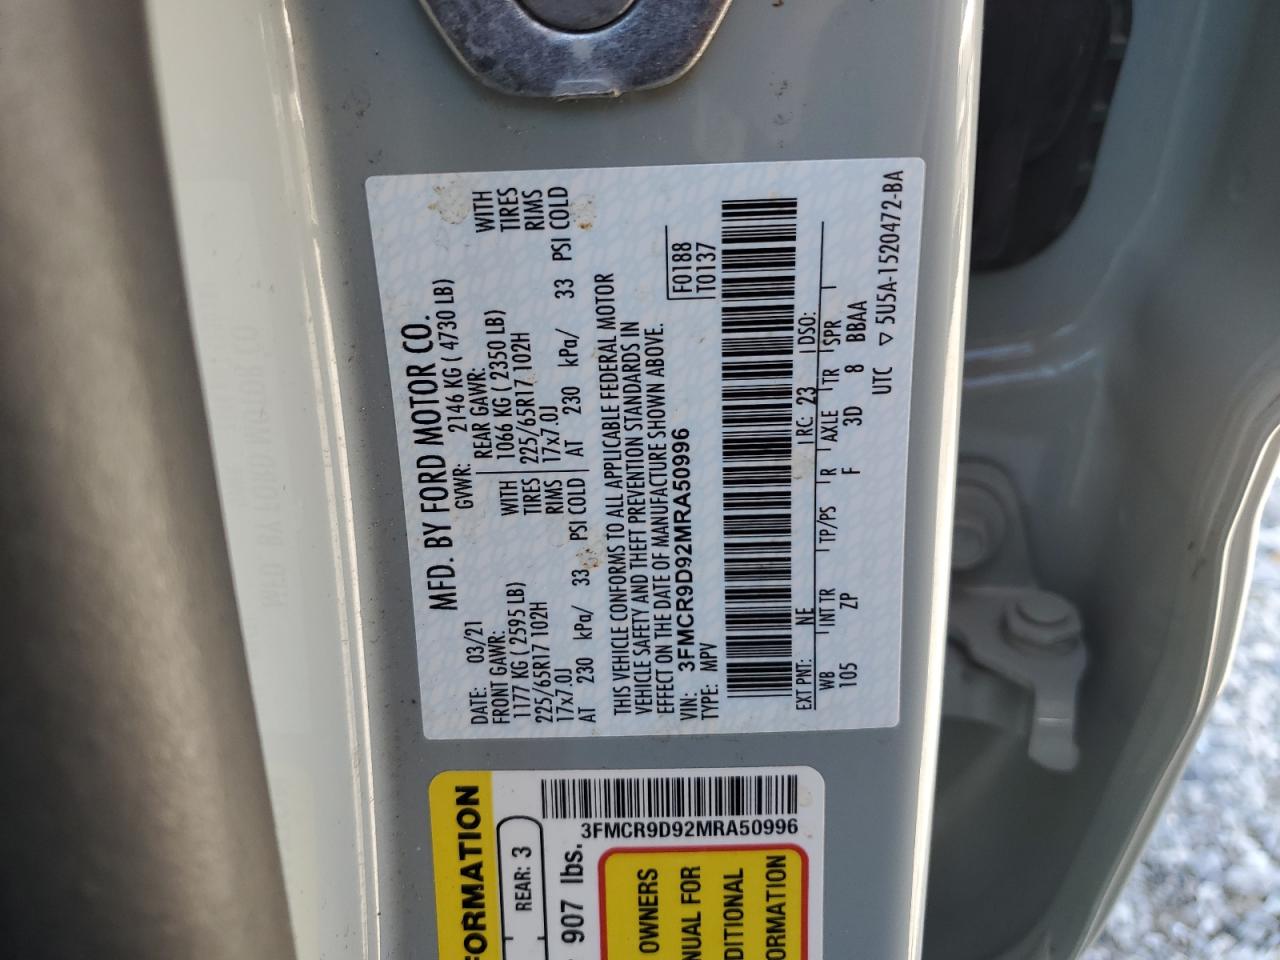 MFD. BY FORD MOTOR CO.
DATE: 03/21 GVWR: 2146 KG ( 4730 LB)
FRONT GAWR: REAR GAWR:
1177 KG ( 2595 LB) WITH 1066 KG ( 2350 LB) WITH
225/65R17 102H TIRES 225/65R17 102H TIRES
17x7.0J RIMS 17x7.0J RIMS
AT 230 kPa/ 33 PSI COLD AT 230 kPa/ 33 PSI COLD
THIS VEHICLE CONFORMS TO ALL APPLICABLE FEDERAL MOTOR
VEHICLE SAFETY AND THEFT PREVENTION STANDARDS IN
EFFECT ON THE DATE OF MANUFACTURE SHOWN ABOVE.
VIN: 3FMCR9D92MRA50996 F0188
TYPE: MPV T0137
EXT PNT: NE RC: 23 DSO:
WB INT TR TP/PS R AXLE TR SPR
105 ZP F 3D 8 BBAA
UTC ▽ 5U5A-1520472-BA
3FMCR9D92MRA50996
FORMATION
REAR: 3
907 lbs.
OWNERS
NUAL FOR
DITIONAL
ORMATION